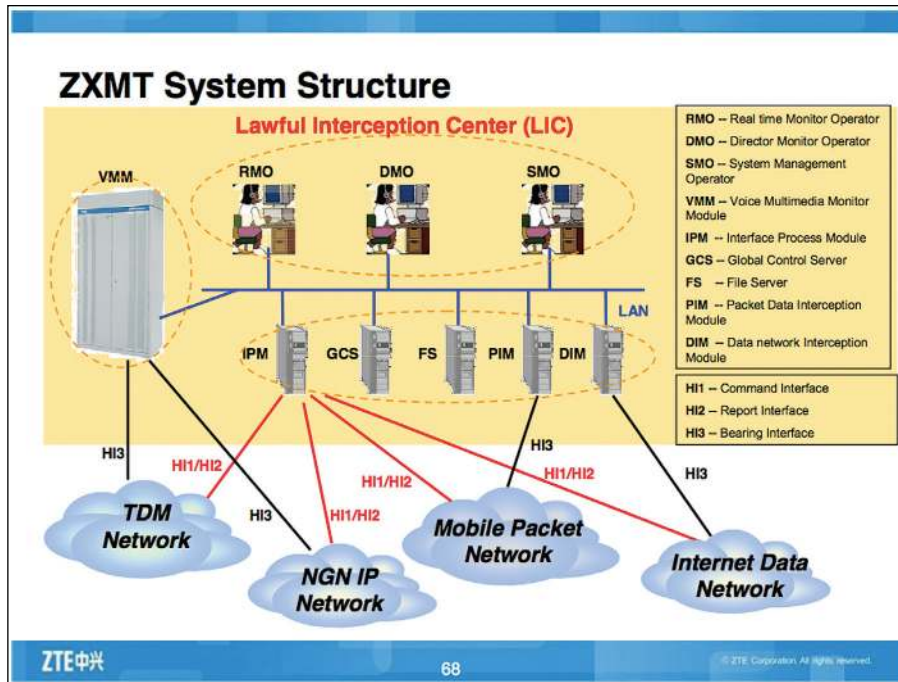 ZXMT System Structure
Lawful Interception Center (LIC)
VMM
RMO
DMO
SMO
LAN
IPM
GCS
FS
PIM
DIM
HI3
HI1/HI2
HI3
HI1/HI2
HI1/HI2
HI3
HI1/HI2
HI3
TDM
Network
NGN IP
Network
Mobile Packet
Network
Internet Data
Network
RMO -- Real time Monitor Operator
DMO -- Director Monitor Operator
SMO -- System Management
Operator
VMM -- Voice Multimedia Monitor
Module
IPM -- Interface Process Module
GCS -- Global Control Server
FS -- File Server
PIM -- Packet Data Interception
Module
DIM -- Data network Interception
Module
HI1 -- Command Interface
HI2 -- Report Interface
HI3 -- Bearing Interface
ZTE中兴
68
© ZTE Corporation. All rights reserved.